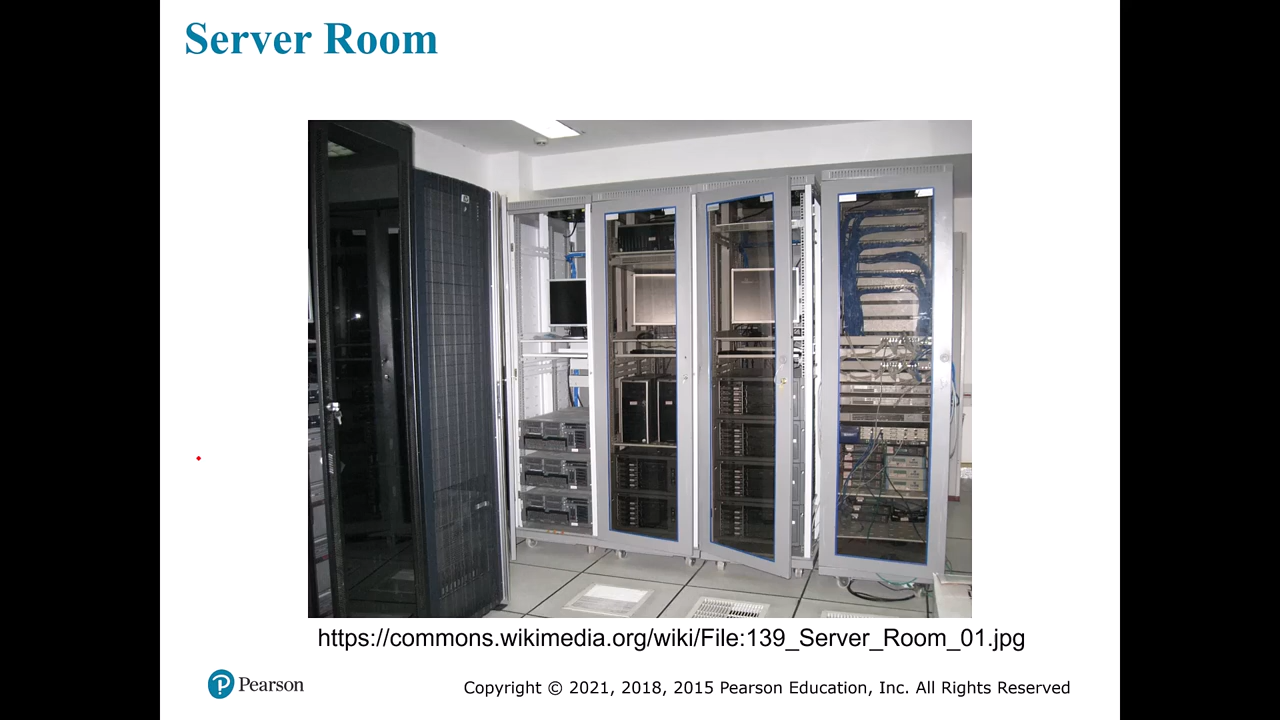 Server Room
https://commons.wikimedia.org/wiki/File:139_Server_Room_01.jpg
Pearson
Copyright © 2021, 2018, 2015 Pearson Education, Inc. All Rights Reserved